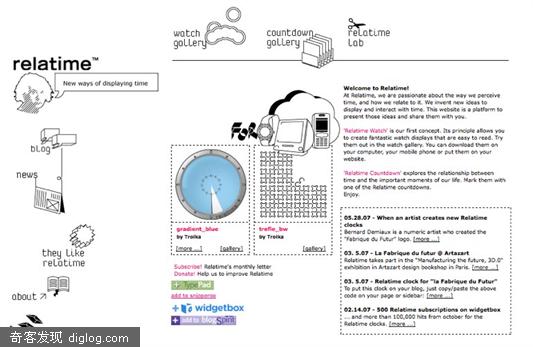 watch
gallery
countdown
gallery
relatime
lab
relatime™
New ways of displaying time
blog
news
they like
relatime
about
For
gradient_blue
by Troika
[more ...]
[gallery]
trefle_bw
by Troika
[more ...]
[gallery]
Subscribe! Relatime's monthly letter
Donate! Help us to improve Relatime
+ TypePad
add to snipperoo
+ widgetbox
+ add to blogSpirit
Welcome to Relatime!
At Relatime, we are passionate about the way we perceive
time, and how we relate to it. We invent new ideas to
display and interact with time. This website is a platform to
present those ideas and share them with you.
'Relatime Watch' is our first concept. Its principle allows you
to create fantastic watch displays that are easy to read. Try
them out in the watch gallery. You can download them on
your computer, your mobile phone or put them on your
website.
'Relatime Countdown' explores the relationship between
time and the important moments of our life. Mark them with
one of the Relatime countdowns.
Enjoy.
05.28.07 - When an artist creates new Relatime
clocks
Bernard Demiaux is a numeric artist who created the
"Fabrique du Futur" logo. [more ...]
03. 5.07 - La Fabrique du futur @ Artazart
Relatime takes part in the "Manufacturing the future, 3D.0"
exhibition in Artazart design bookshop in Paris. [more ...]
03. 5.07 - Relatime clock for "la Fabrique du Futur"
To put this clock on your blog, just copy/paste the above
code on your page or sidebar: [more ...]
02.14.07 - 500 Relatime subscriptions on widgetbox
... and more than 100,000 hits from october for the
Relatime clocks. [more ...]
奇客发现 diglog.com